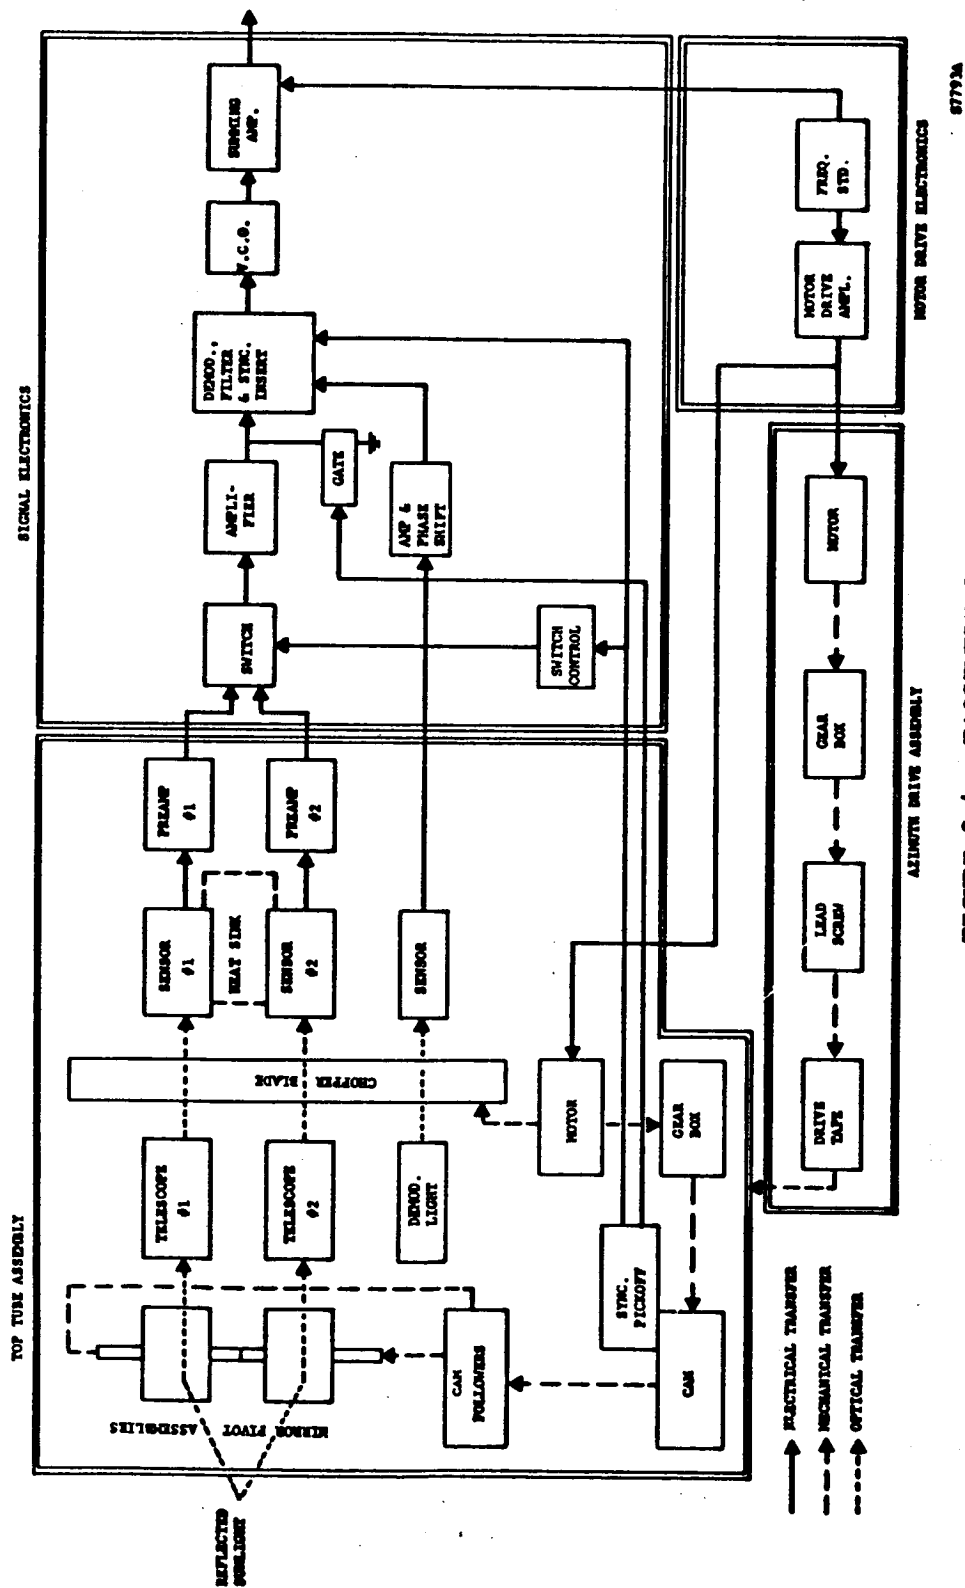 TOP TUBE ASSEMBLY
SIGNAL ELECTRONICS
REFLECTED
SUNLIGHT
MIRROR PIVOT ASSEMBLIES
TELESCOPE
#1
TELESCOPE
#2
DEMOD.
LIGHT
CHOPPER BLADE
SENSOR
#1
HEAT SINK
SENSOR
#2
SENSOR
PREAMP
#1
PREAMP
#2
SWITCH
AMPLI-
FIER
GATE
AMP &
PHASE
SHIFT
DEMOD.,
FILTER
& SYNC.
INSERT
V.C.O.
SUMMING
AMP.
SWITCH
CONTROL
CAM
FOLLOWERS
CAM
SYNC.
PICKOFF
MOTOR
GEAR
BOX
DRIVE
TAPE
LEAD
SCREW
GEAR
BOX
MOTOR
AZIMUTH DRIVE ASSEMBLY
MOTOR
DRIVE
AMPL.
FREQ.
STD.
MOTOR DRIVE ELECTRONICS
ELECTRICAL TRANSFER
MECHANICAL TRANSFER
OPTICAL TRANSFER
87793A